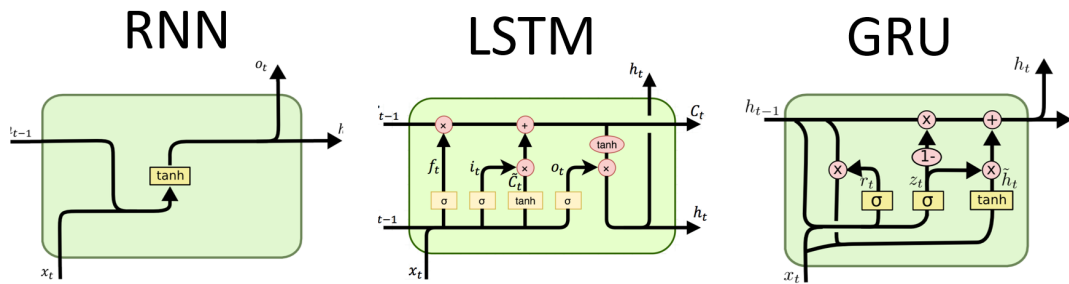 RNN
o_t
t-1
h
tanh
x_t
LSTM
h_t
t-1
C_t
×
+
tanh
f_t
i_t
×
o_t
×
C̃_t
σ
σ
tanh
σ
t-1
h_t
x_t
GRU
h_t
h_{t-1}
x
+
1-
x
r_t
z_t
x
h̃_t
σ
σ
tanh
x_t